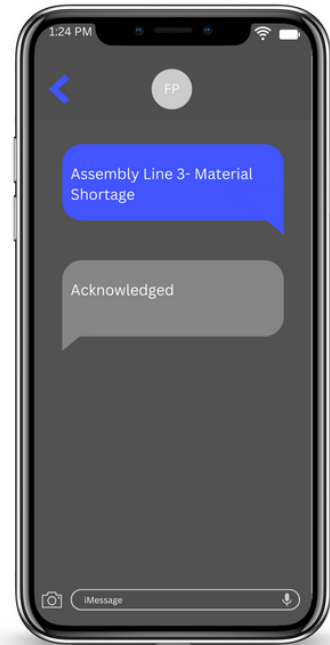 1:24 PM
FP
Assembly Line 3- Material
Shortage
Acknowledged
iMessage